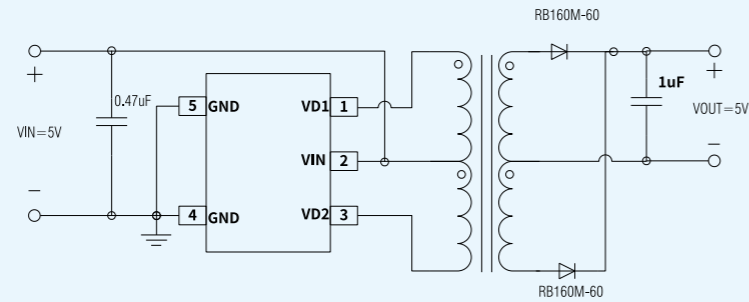 RB160M-60
+
0.47uF
VIN=5V
−
5 GND
VD1 1
VIN 2
4 GND
VD2 3
1uF
+
VOUT=5V
−
RB160M-60